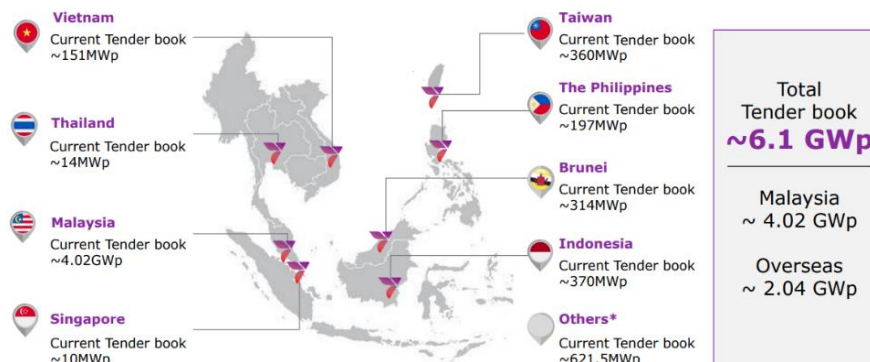 Vietnam
Current Tender book
~151MWp
Thailand
Current Tender book
~14MWp
Malaysia
Current Tender book
~4.02GWp
Singapore
Current Tender book
~10MWp
Taiwan
Current Tender book
~360MWp
The Philippines
Current Tender book
~197MWp
Brunei
Current Tender book
~314MWp
Indonesia
Current Tender book
~370MWp
Others*
Current Tender book
~621.5MWp
Total
Tender book
~6.1 GWp
Malaysia
~ 4.02 GWp
Overseas
~ 2.04 GWp